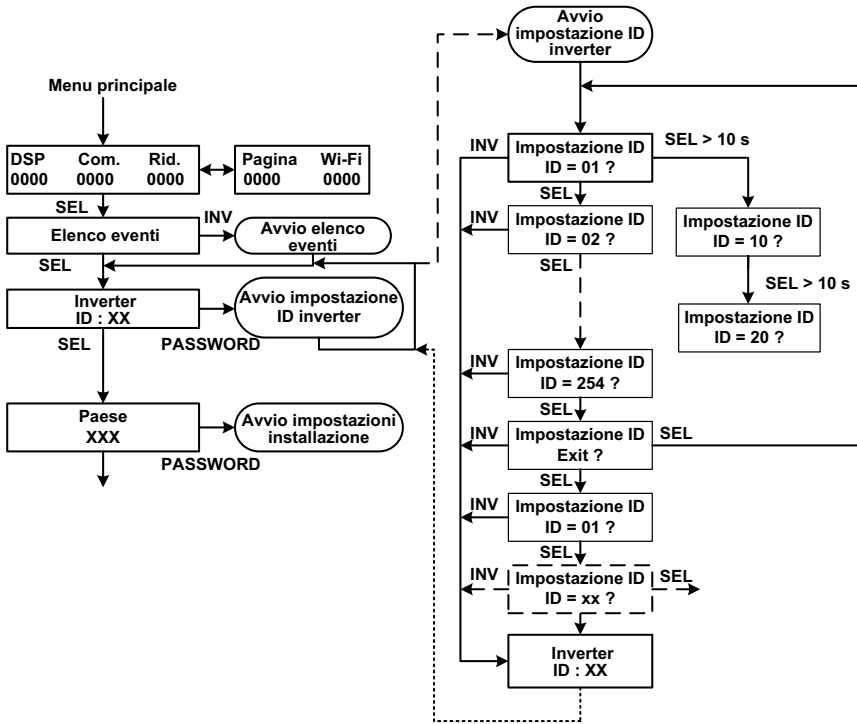 Menu principale
DSP Com. Rid.
0000 0000 0000
Pagina Wi-Fi
0000 0000
SEL
Elenco eventi
INV
Avvio elenco
eventi
SEL
Inverter
ID : XX
PASSWORD
Avvio impostazione
ID inverter
SEL
Paese
XXX
PASSWORD
Avvio impostazioni
installazione
Avvio
impostazione ID
inverter
INV
Impostazione ID
ID = 01 ?
SEL > 10 s
SEL
INV
Impostazione ID
ID = 02 ?
SEL
Impostazione ID
ID = 10 ?
SEL > 10 s
Impostazione ID
ID = 20 ?
INV
Impostazione ID
ID = 254 ?
SEL
INV
Impostazione ID
Exit ?
SEL
SEL
INV
Impostazione ID
ID = 01 ?
SEL
INV
Impostazione ID
ID = xx ?
SEL
Inverter
ID : XX